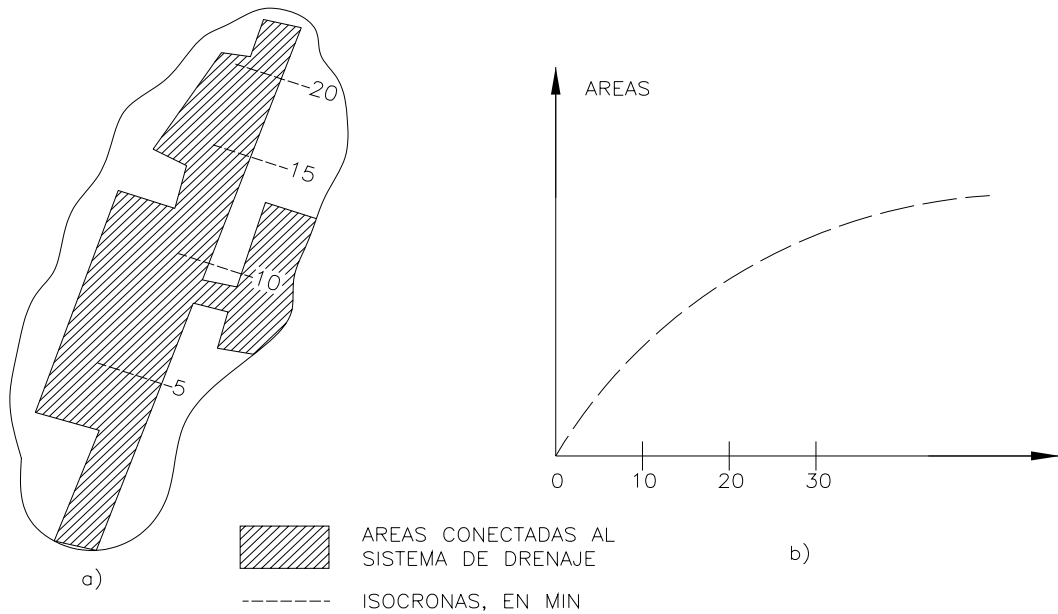 20
15
10
5
a)
AREAS
0 10 20 30
b)
AREAS CONECTADAS AL
SISTEMA DE DRENAJE
ISOCRONAS, EN MIN